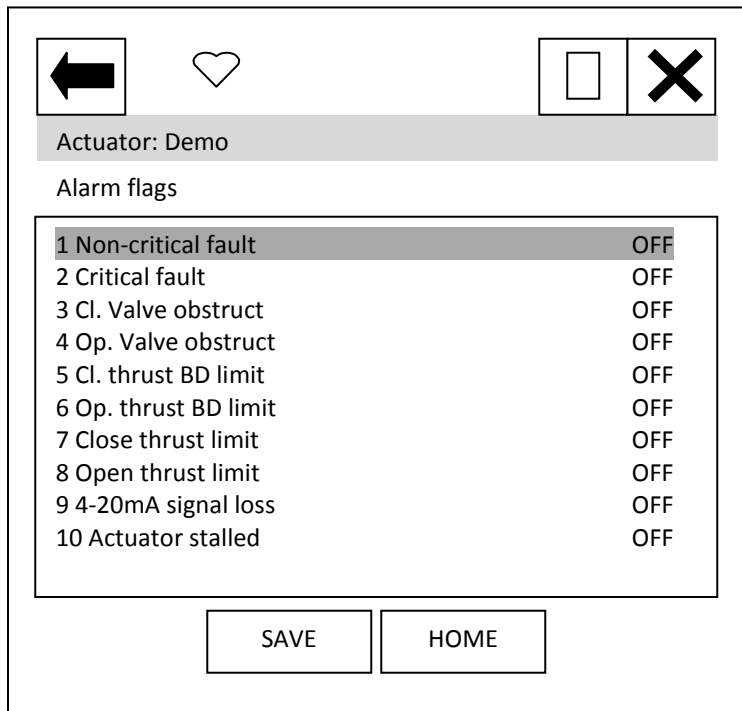 Actuator: Demo
Alarm flags
1 Non-critical fault OFF
2 Critical fault OFF
3 Cl. Valve obstruct OFF
4 Op. Valve obstruct OFF
5 Cl. thrust BD limit OFF
6 Op. thrust BD limit OFF
7 Close thrust limit OFF
8 Open thrust limit OFF
9 4-20mA signal loss OFF
10 Actuator stalled OFF
SAVE HOME